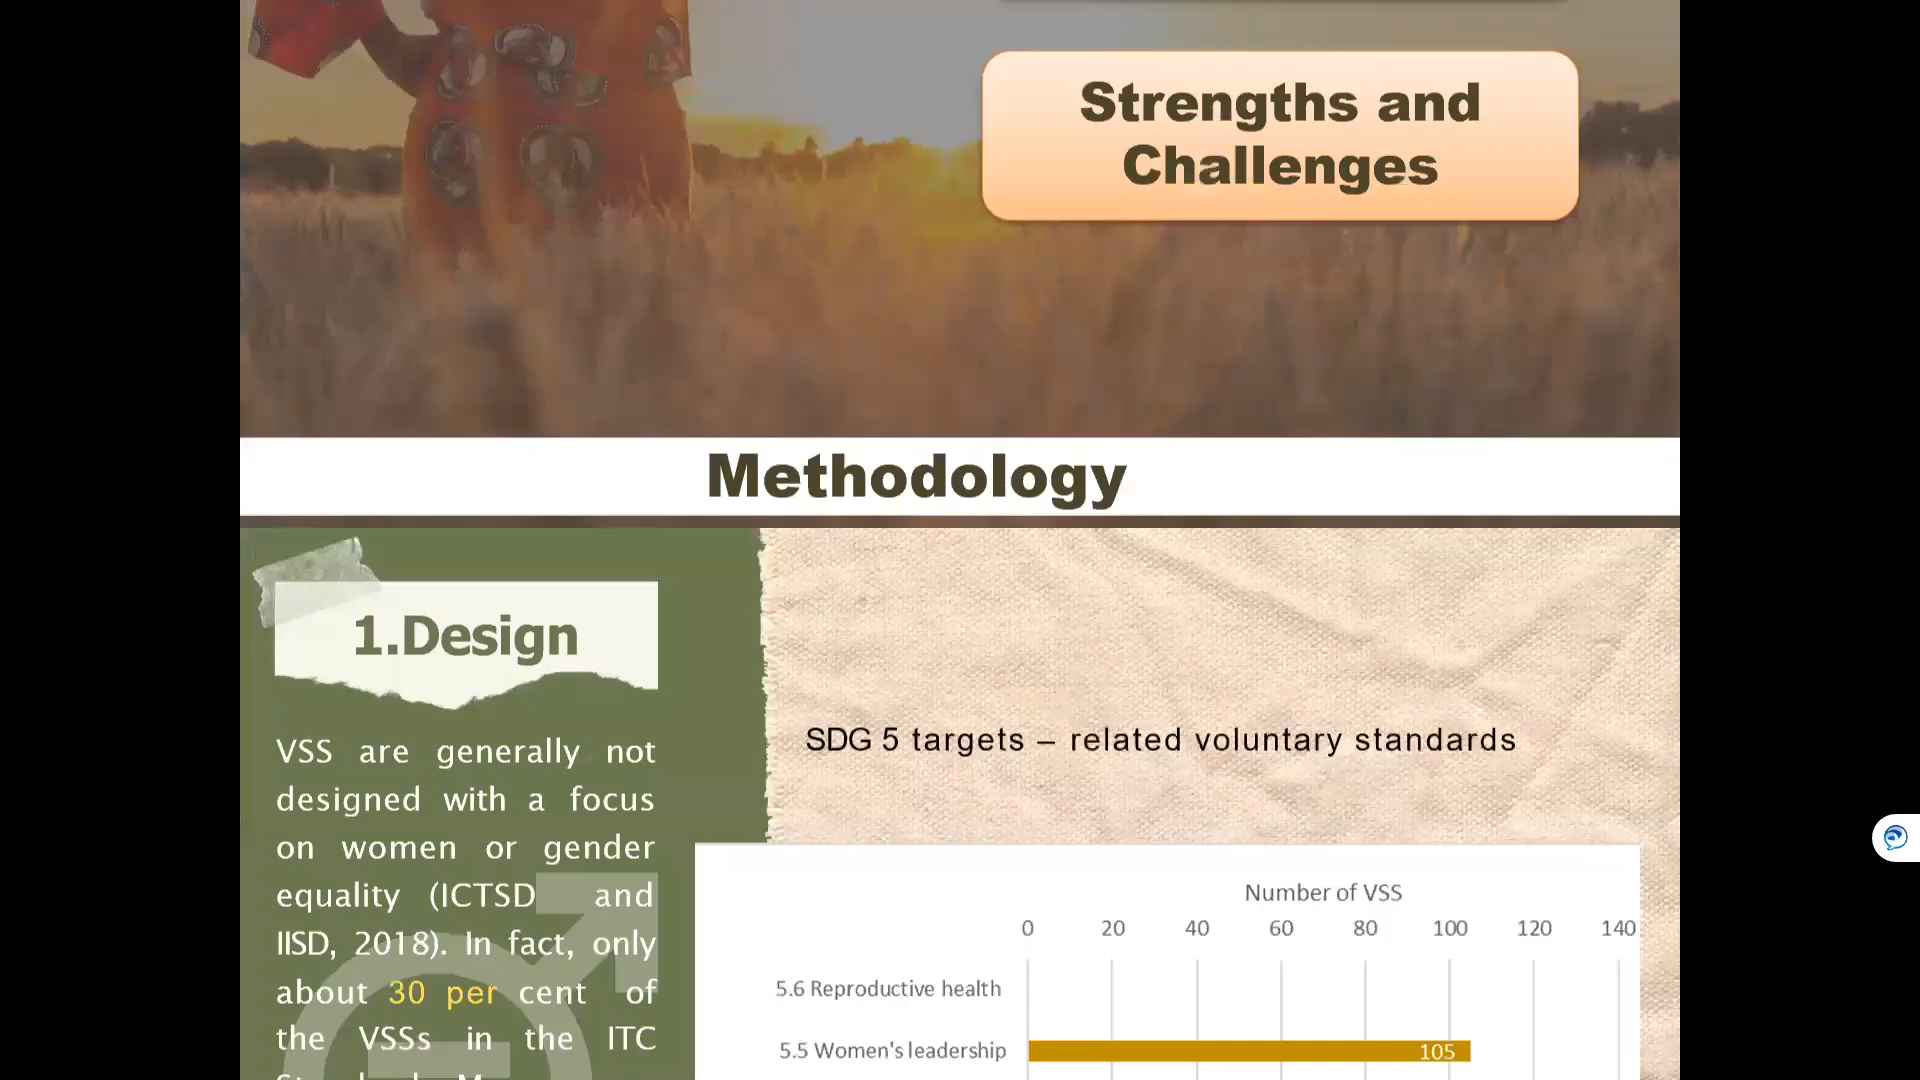 Strengths and
Challenges
Methodology
1.Design
VSS are generally not
designed with a focus
on women or gender
equality (ICTSD and
IISD, 2018). In fact, only
about 30 per cent of
the VSSs in the ITC
SDG 5 targets – related voluntary standards
Number of VSS
0 20 40 60 80 100 120 140
5.6 Reproductive health
5.5 Women's leadership 105